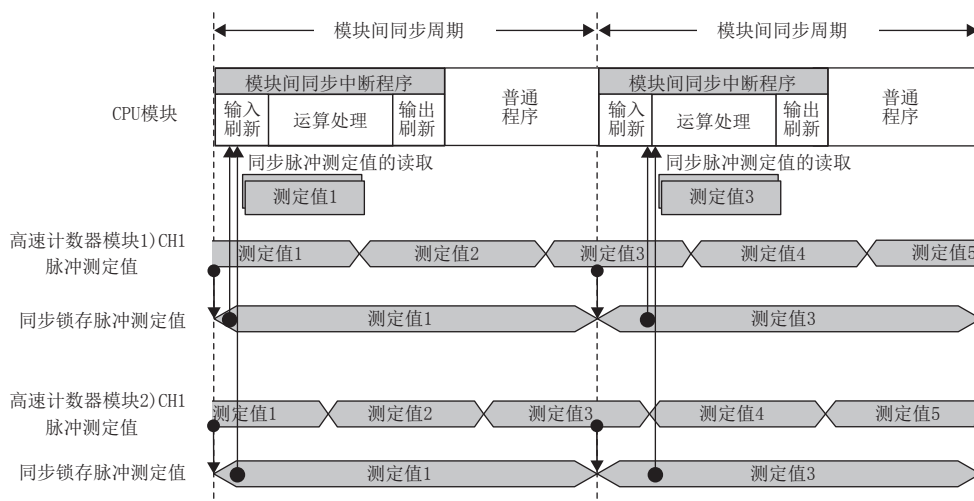 模块间同步周期
模块间同步周期
CPU模块
模块间同步中断程序
输入
刷新
运算处理
输出
刷新
普通
程序
模块间同步中断程序
输入
刷新
运算处理
输出
刷新
普通
程序
同步脉冲测定值的读取
测定值1
同步脉冲测定值的读取
测定值3
高速计数器模块1)CH1
脉冲测定值
测定值1
测定值2
测定值3
测定值4
测定值5
同步锁存脉冲测定值
测定值1
测定值3
高速计数器模块2)CH1
脉冲测定值
测定值1
测定值2
测定值3
测定值4
测定值5
同步锁存脉冲测定值
测定值1
测定值3